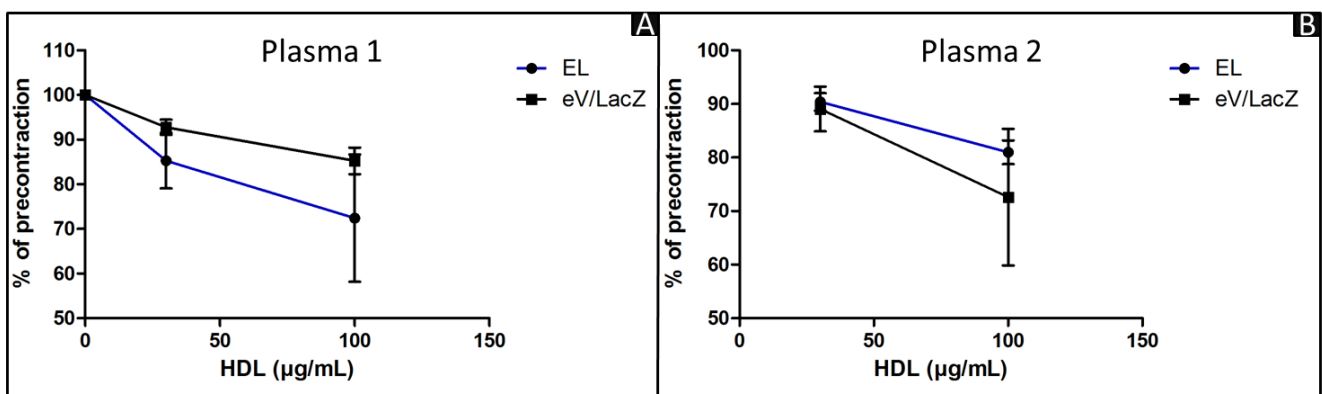 A
Plasma 1
110
100
90
80
70
60
50
0
50
100
150
% of precontraction
HDL (µg/mL)
EL
eV/LacZ
B
Plasma 2
100
90
80
70
60
50
0
50
100
150
% of precontraction
HDL (µg/mL)
EL
eV/LacZ